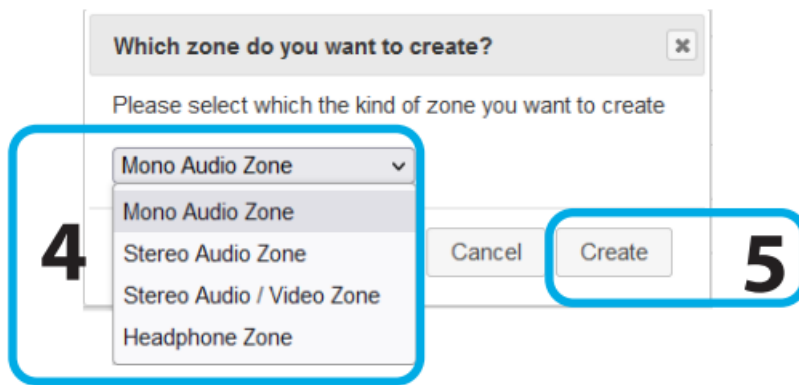 Which zone do you want to create?
Please select which the kind of zone you want to create
Mono Audio Zone
Mono Audio Zone
Stereo Audio Zone
Stereo Audio / Video Zone
Headphone Zone
4
Cancel
Create
5